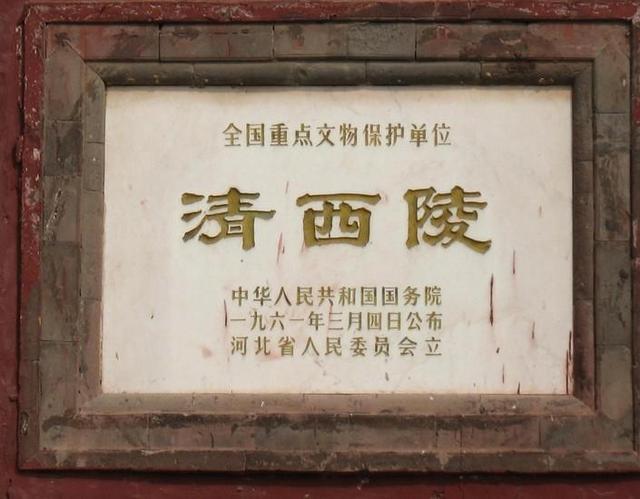 全国重点文物保护单位
清西陵
中华人民共和国国务院
一九六一年三月四日公布
河北省人民委员会立